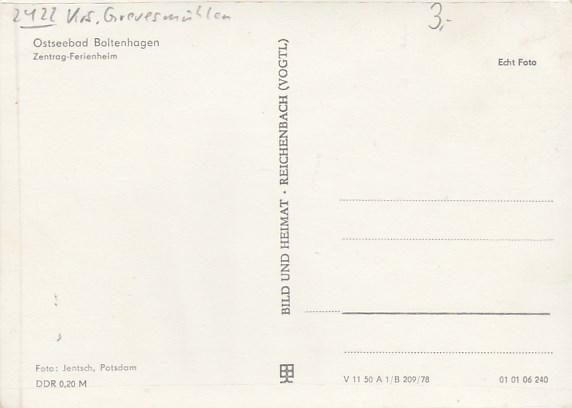 2422 Krs. Grevesmühlen
3,-
Ostseebad Boltenhagen
Zentrag-Ferienheim
Echt Foto
BILD UND HEIMAT · REICHENBACH (VOGTL)
Foto: Jentsch, Potsdam
DDR 0,20 M
V 11 50 A 1/B 209/78
01 01 06 240